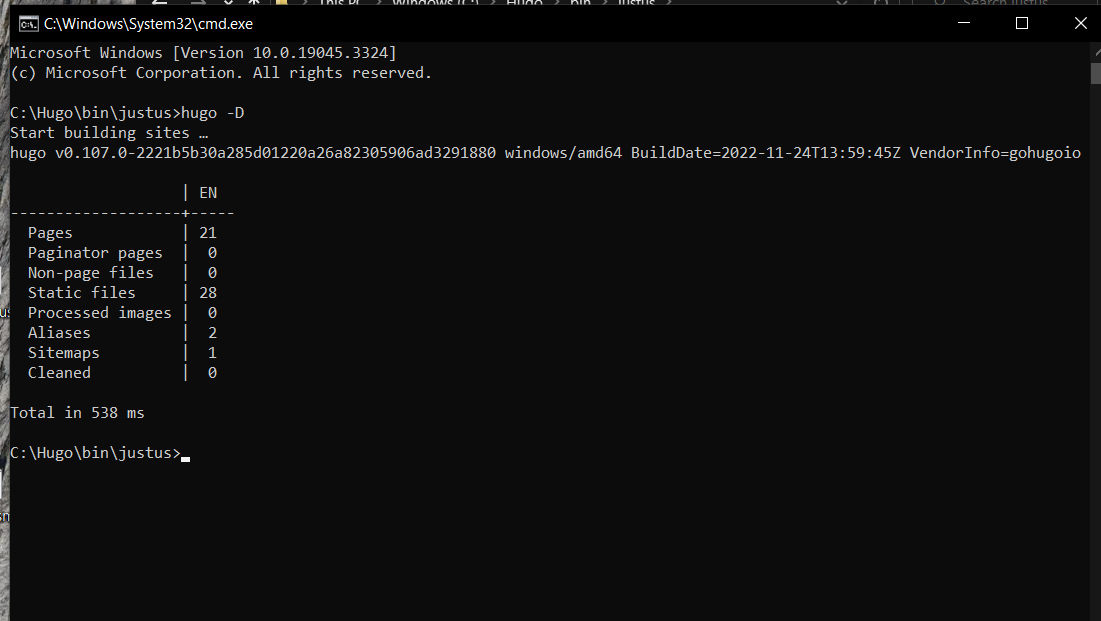 C:\Windows\System32\cmd.exe
Microsoft Windows [Version 10.0.19045.3324]
(c) Microsoft Corporation. All rights reserved.
C:\Hugo\bin\justus>hugo -D
Start building sites …
hugo v0.107.0-2221b5b30a285d01220a26a82305906ad3291880 windows/amd64 BuildDate=2022-11-24T13:59:45Z VendorInfo=gohugoio
| EN
-------------------+-----
Pages | 21
Paginator pages | 0
Non-page files | 0
Static files | 28
Processed images | 0
Aliases | 2
Sitemaps | 1
Cleaned | 0
Total in 538 ms
C:\Hugo\bin\justus>